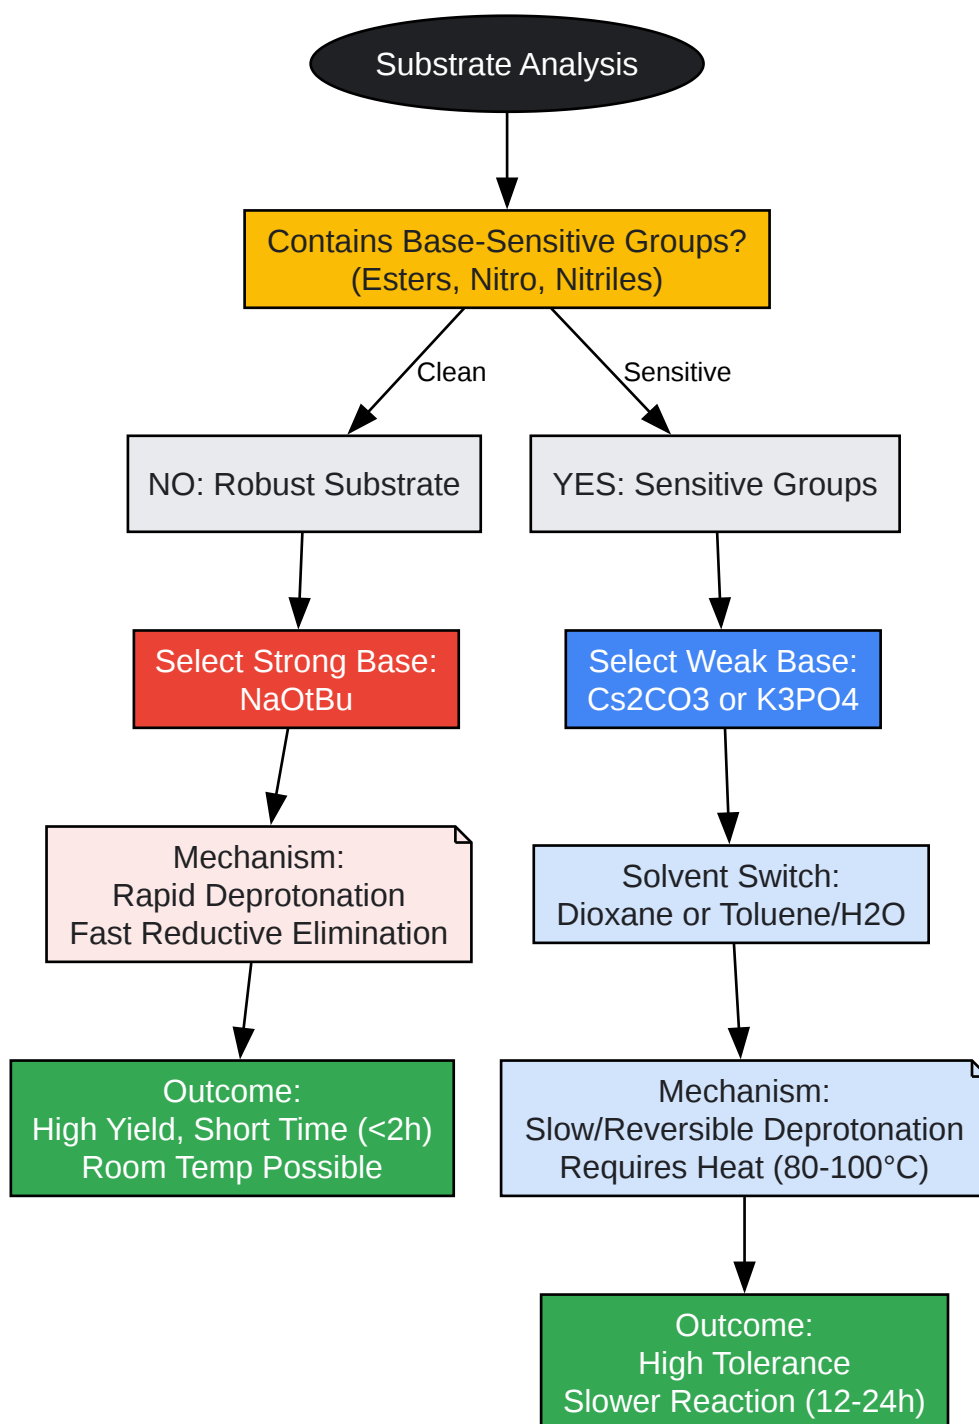 Substrate Analysis
Contains Base-Sensitive Groups?
(Esters, Nitro, Nitriles)
Clean
Sensitive
NO: Robust Substrate
YES: Sensitive Groups
Select Strong Base:
NaOtBu
Select Weak Base:
Cs2CO3 or K3PO4
Mechanism:
Rapid Deprotonation
Fast Reductive Elimination
Solvent Switch:
Dioxane or Toluene/H2O
Outcome:
High Yield, Short Time (<2h)
Room Temp Possible
Mechanism:
Slow/Reversible Deprotonation
Requires Heat (80-100°C)
Outcome:
High Tolerance
Slower Reaction (12-24h)